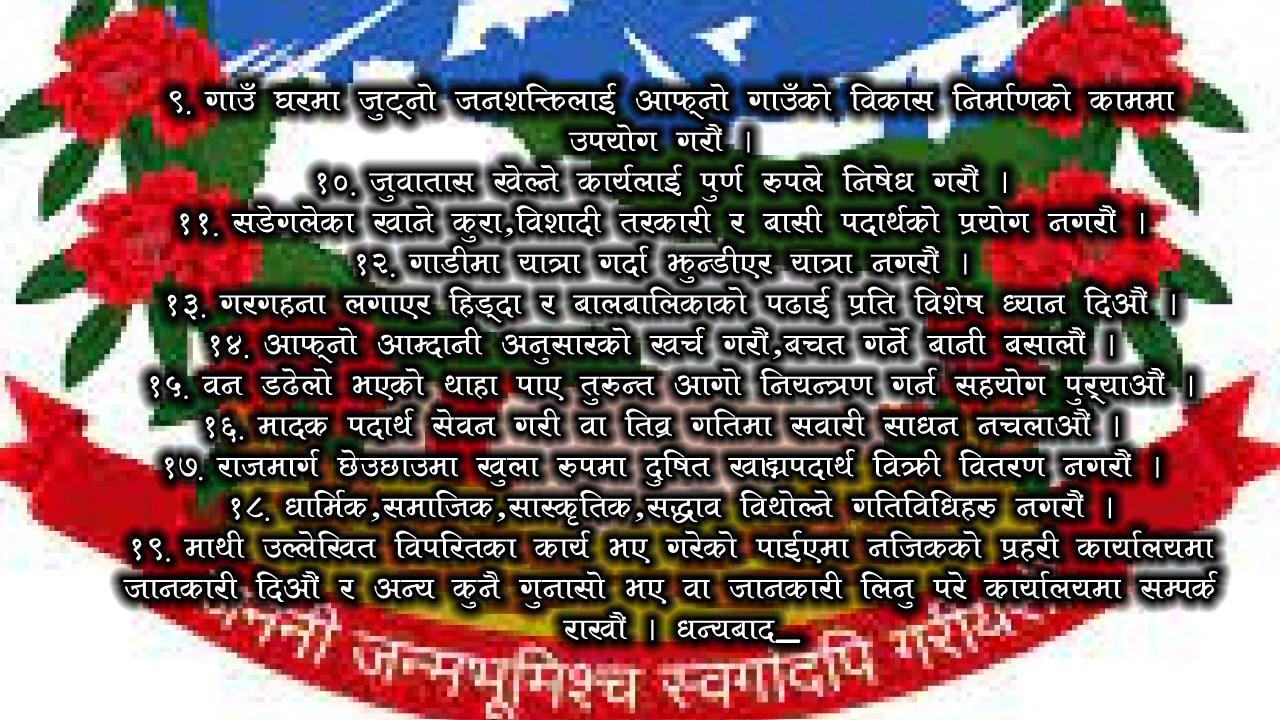 ९. गाउँ घरमा जुट्नो जनशक्तिलाई आफ्नो गाउँको विकास निर्माणको काममा
उपयोग गरौं |
१०. जुवातास खेल्ने कार्यलाई पुर्ण रुपले निषेध गरौं |
११. सडेगलेका खाने कुरा,विशादी तरकारी र बासी पदार्थको प्रयोग नगरौं |
१२. गाडीमा यात्रा गर्दा झुन्डीएर यात्रा नगरौं |
१३. गरगहना लगाएर हिड्दा र बालबालिकाको पढाई प्रति विशेष ध्यान दिऔं |
१४. आफ्नो आम्दानी अनुसारको खर्च गरौं,बचत गर्ने बानी बसालौं |
१५. वन डढेलो भएको थाहा पाए तुरुन्त आगो नियन्त्रण गर्न सहयोग पुर्‍याऔं |
१६. मादक पदार्थ सेवन गरी वा तिव्र गतिमा सवारी साधन नचलाऔं |
१७. राजमार्ग छेउछाउमा खुला रुपमा दुषित खाद्यपदार्थ विक्री वितरण नगरौं |
१८. धार्मिक,समाजिक,सास्कृतिक,सद्भाव विथोल्ने गतिविधिहरु नगरौं |
१९. माथी उल्लेखित विपरितका कार्य भए गरेको पाईएमा नजिकको प्रहरी कार्यालयमा
जानकारी दिऔं र अन्य कुनै गुनासो भए वा जानकारी लिनु परे कार्यालयमा सम्पर्क
राखौं | धन्यबाद_
जननी जन्मभूमिश्च स्वर्गादपि